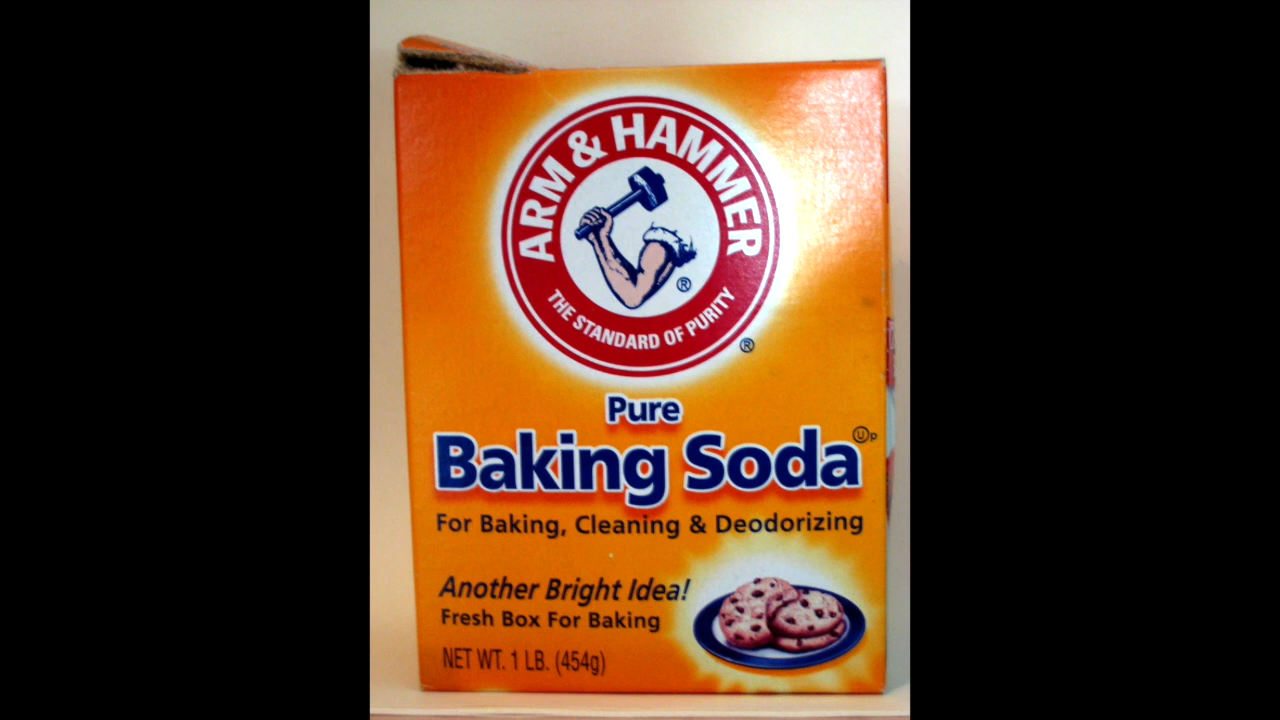 ARM & HAMMER
®
THE STANDARD OF PURITY
®
Pure
Baking Soda
Ⓤp
For Baking, Cleaning & Deodorizing
Another Bright Idea!
Fresh Box For Baking
NET WT. 1 LB. (454g)